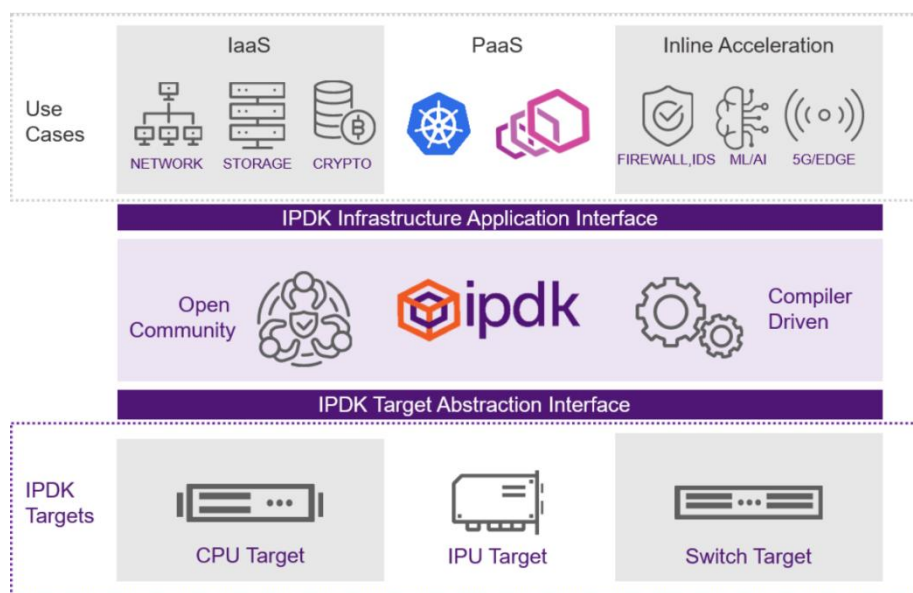 IaaS
PaaS
Inline Acceleration
Use
Cases
NETWORK
STORAGE
CRYPTO
FIREWALL,IDS
ML/AI
5G/EDGE
IPDK Infrastructure Application Interface
Open
Community
ipdk
Compiler
Driven
IPDK Target Abstraction Interface
IPDK
Targets
CPU Target
IPU Target
Switch Target